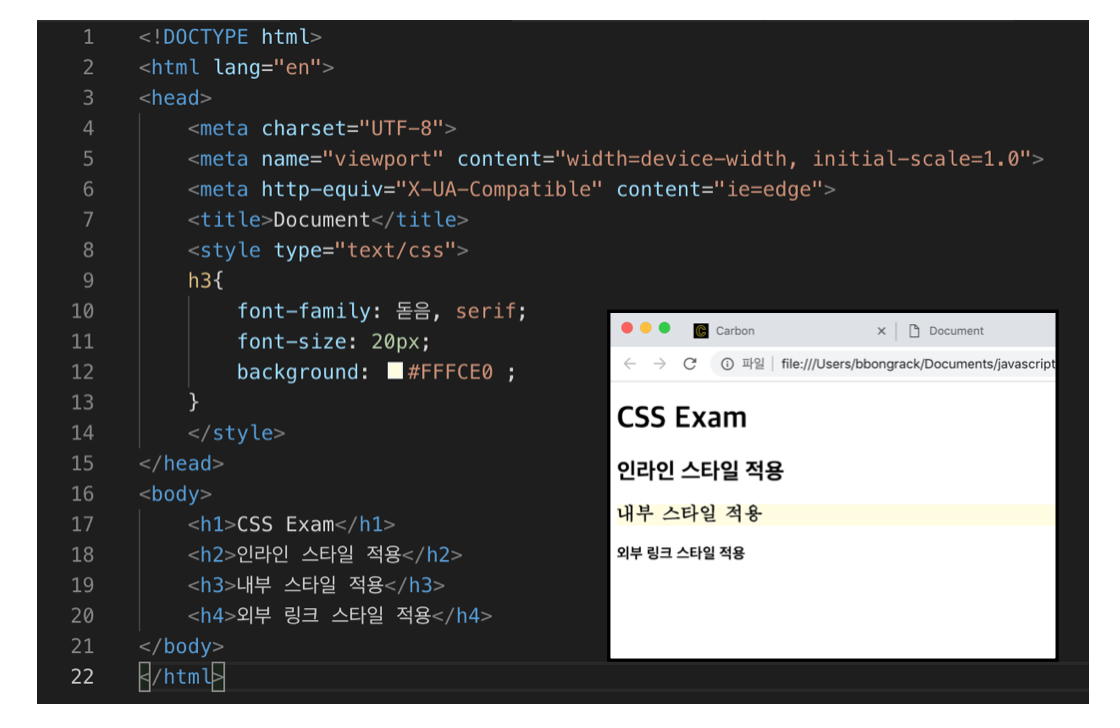 1 <!DOCTYPE html>
2 <html lang="en">
3 <head>
4 <meta charset="UTF-8">
5 <meta name="viewport" content="width=device-width, initial-scale=1.0">
6 <meta http-equiv="X-UA-Compatible" content="ie=edge">
7 <title>Document</title>
8 <style type="text/css">
9 h3{
10 font-family: 돋음, serif;
11 font-size: 20px;
12 background: #FFFCE0 ;
13 }
14 </style>
15 </head>
16 <body>
17 <h1>CSS Exam</h1>
18 <h2>인라인 스타일 적용</h2>
19 <h3>내부 스타일 적용</h3>
20 <h4>외부 링크 스타일 적용</h4>
21 </body>
22 </html>
Carbon Document
파일 file:///Users/bbongrack/Documents/javascript
CSS Exam
인라인 스타일 적용
내부 스타일 적용
외부 링크 스타일 적용